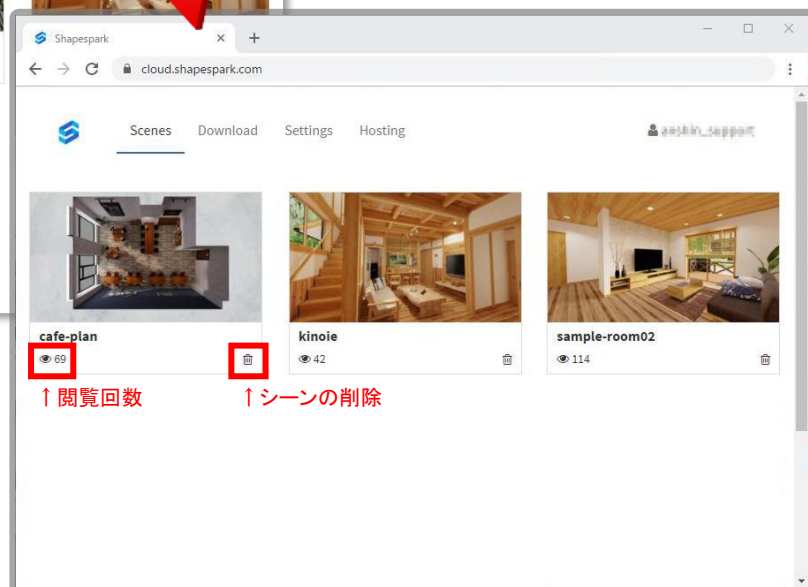 Shapespark
cloud.shapespark.com
Scenes Download Settings Hosting
cafe-plan
69
kinoie
42
sample-room02
114
↑閲覧回数
↑シーンの削除